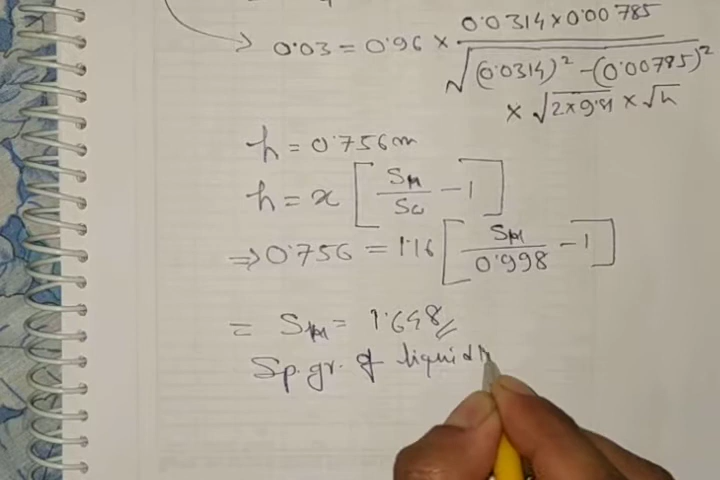 0.03 = 0.96 × 0.0314×0.00785 / √(0.0314)² - (0.00785)²
× √2×9.81 × √h
h = 0.756m
h = x [ SM / Sω - 1 ]
⇒ 0.756 = 1.16 [ SM / 0.998 - 1 ]
= SM = 1.648
Sp. gr. of liquid M